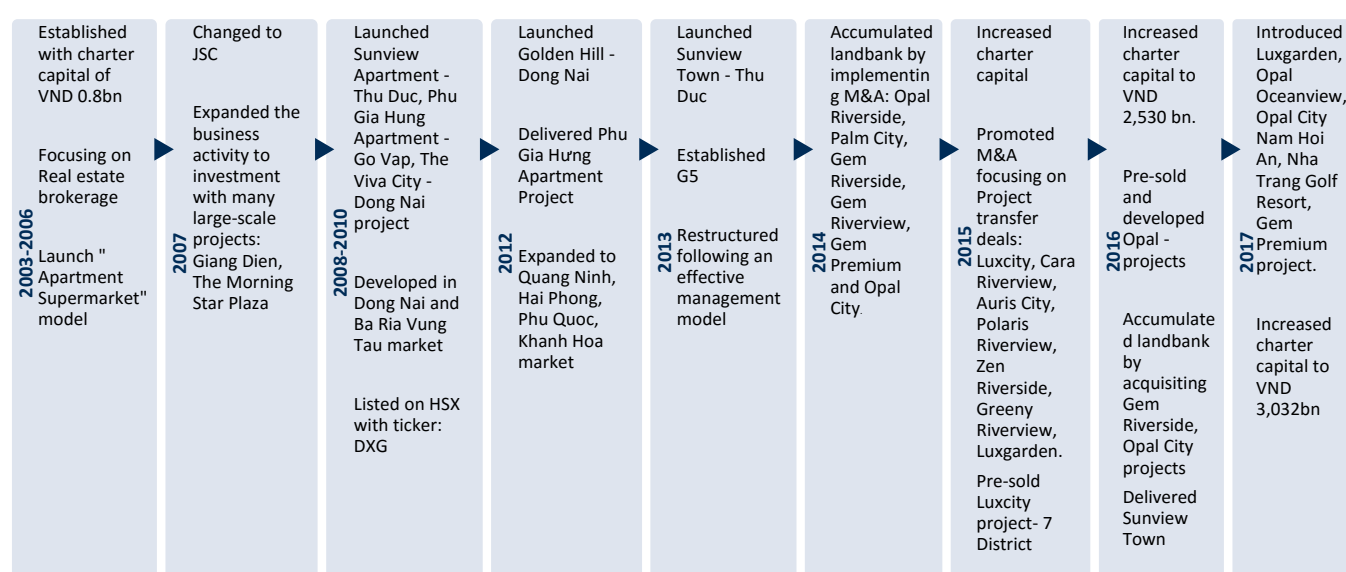 2003-2006
Established
with charter
capital of
VND 0.8bn
Focusing on
Real estate
brokerage
Launch "
Apartment
Supermarket"
model
2007
Changed to
JSC
Expanded the
business
activity to
investment
with many
large-scale
projects:
Giang Dien,
The Morning
Star Plaza
2008-2010
Launched
Sunview
Apartment -
Thu Duc, Phu
Gia Hung
Apartment -
Go Vap, The
Viva City -
Dong Nai
project
Developed in
Dong Nai and
Ba Ria Vung
Tau market
Listed on HSX
with ticker:
DXG
2012
Launched
Golden Hill -
Dong Nai
Delivered Phu
Gia Hưng
Apartment
Project
Expanded to
Quang Ninh,
Hai Phong,
Phu Quoc,
Khanh Hoa
market
2013
Launched
Sunview
Town - Thu
Duc
Established
G5
Restructured
following an
effective
management
model
2014
Accumulated
landbank by
implementin
g M&A: Opal
Riverside,
Palm City,
Gem
Riverside,
Gem
Riverview,
Gem
Premium
and Opal
City.
2015
Increased
charter
capital
Promoted
M&A
focusing on
Project
transfer
deals:
Luxcity, Cara
Riverview,
Auris City,
Polaris
Riverview,
Zen
Riverside,
Greeny
Riverview,
Luxgarden.
Pre-sold
Luxcity
project- 7
District
2016
Increased
charter
capital to
VND
2,530 bn.
Pre-sold
and
developed
Opal -
projects
Accumulate
d landbank
by
acquisiting
Gem
Riverside,
Opal City
projects
Delivered
Sunview
Town
2017
Introduced
Luxgarden,
Opal
Oceanview,
Opal City
Nam Hoi
An, Nha
Trang Golf
Resort,
Gem
Premium
project.
Increased
charter
capital to
VND
3,032bn